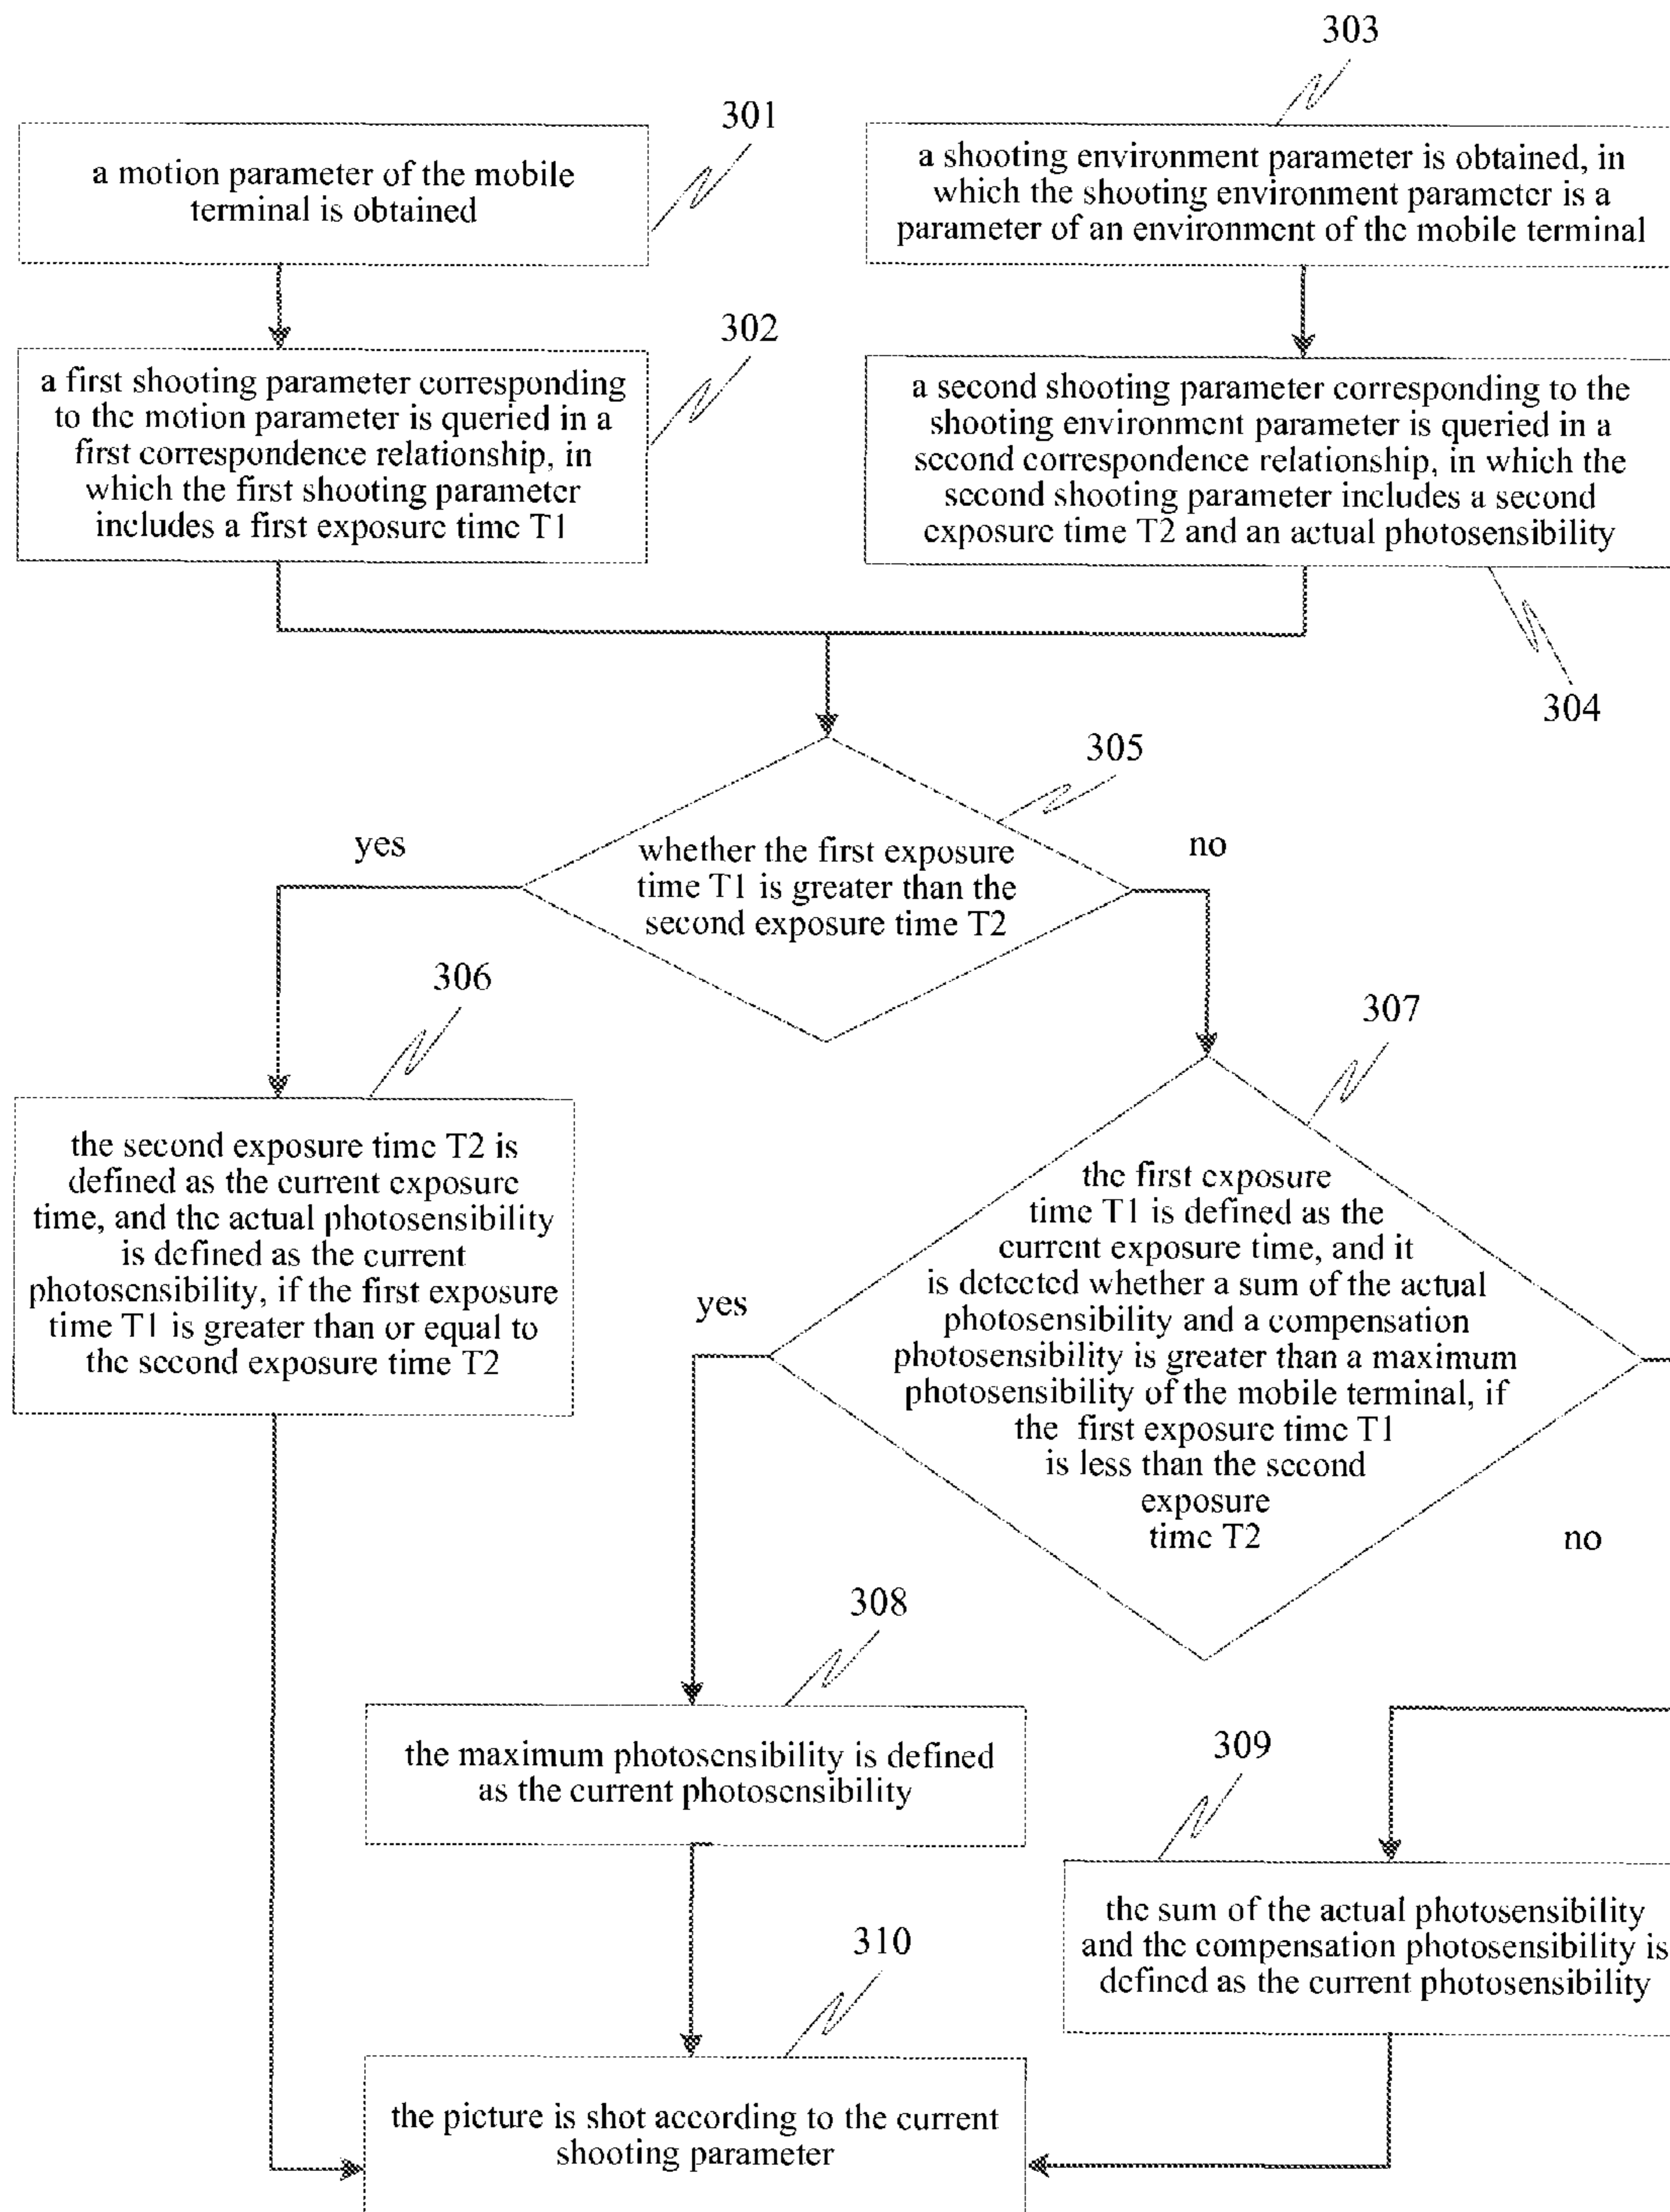 303
301
a motion parameter of the mobile
terminal is obtained
a shooting environment parameter is obtained, in
which the shooting environment parameter is a
parameter of an environment of the mobile terminal
302
a first shooting parameter corresponding
to the motion parameter is queried in a
first correspondence relationship, in
which the first shooting parameter
includes a first exposure time T1
a second shooting parameter corresponding to the
shooting environment parameter is queried in a
second correspondence relationship, in which the
second shooting parameter includes a second
exposure time T2 and an actual photosensibility
304
305
yes
no
whether the first exposure
time T1 is greater than the
second exposure time T2
306
307
the second exposure time T2 is
defined as the current exposure
time, and the actual photosensibility
is defined as the current
photosensibility, if the first exposure
time T1 is greater than or equal to
the second exposure time T2
the first exposure
time T1 is defined as the
current exposure time, and it
is detected whether a sum of the actual
photosensibility and a compensation
photosensibility is greater than a maximum
photosensibility of the mobile terminal, if
the first exposure time T1
is less than the second
exposure
time T2
yes
no
308
the maximum photosensibility is defined
as the current photosensibility
309
the sum of the actual photosensibility
and the compensation photosensibility is
defined as the current photosensibility
310
the picture is shot according to the current
shooting parameter